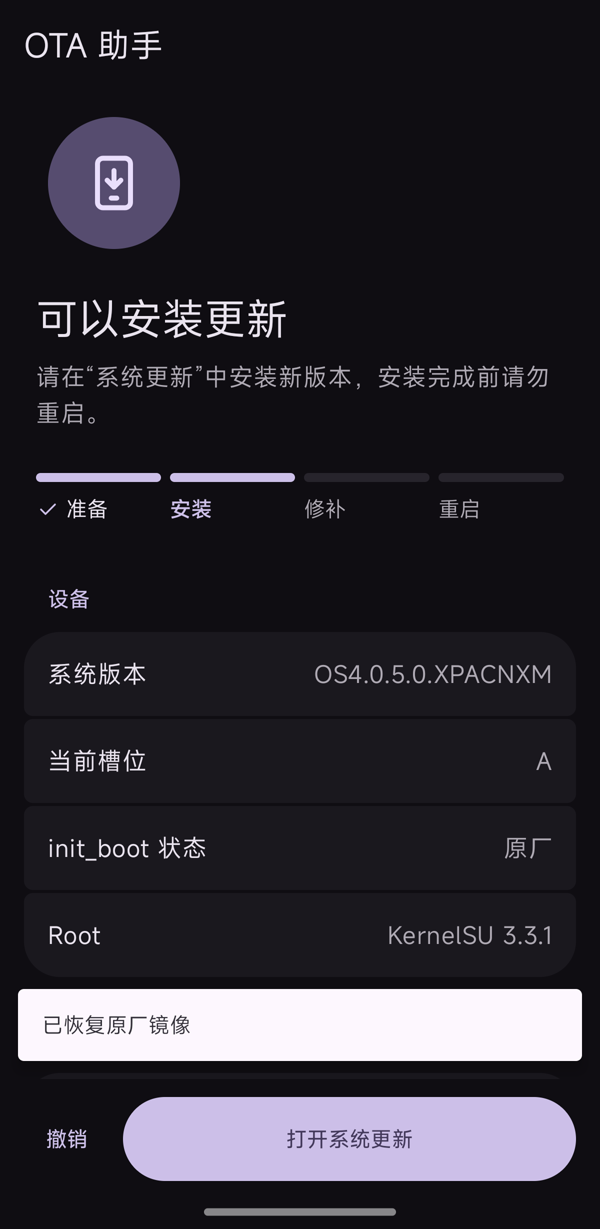 OTA 助手
可以安装更新
请在“系统更新”中安装新版本，安装完成前请勿
重启。
准备 安装 修补 重启
设备
系统版本 OS4.0.5.0.XPACNXM
当前槽位 A
init_boot 状态 原厂
Root KernelSU 3.3.1
已恢复原厂镜像
撤销 打开系统更新